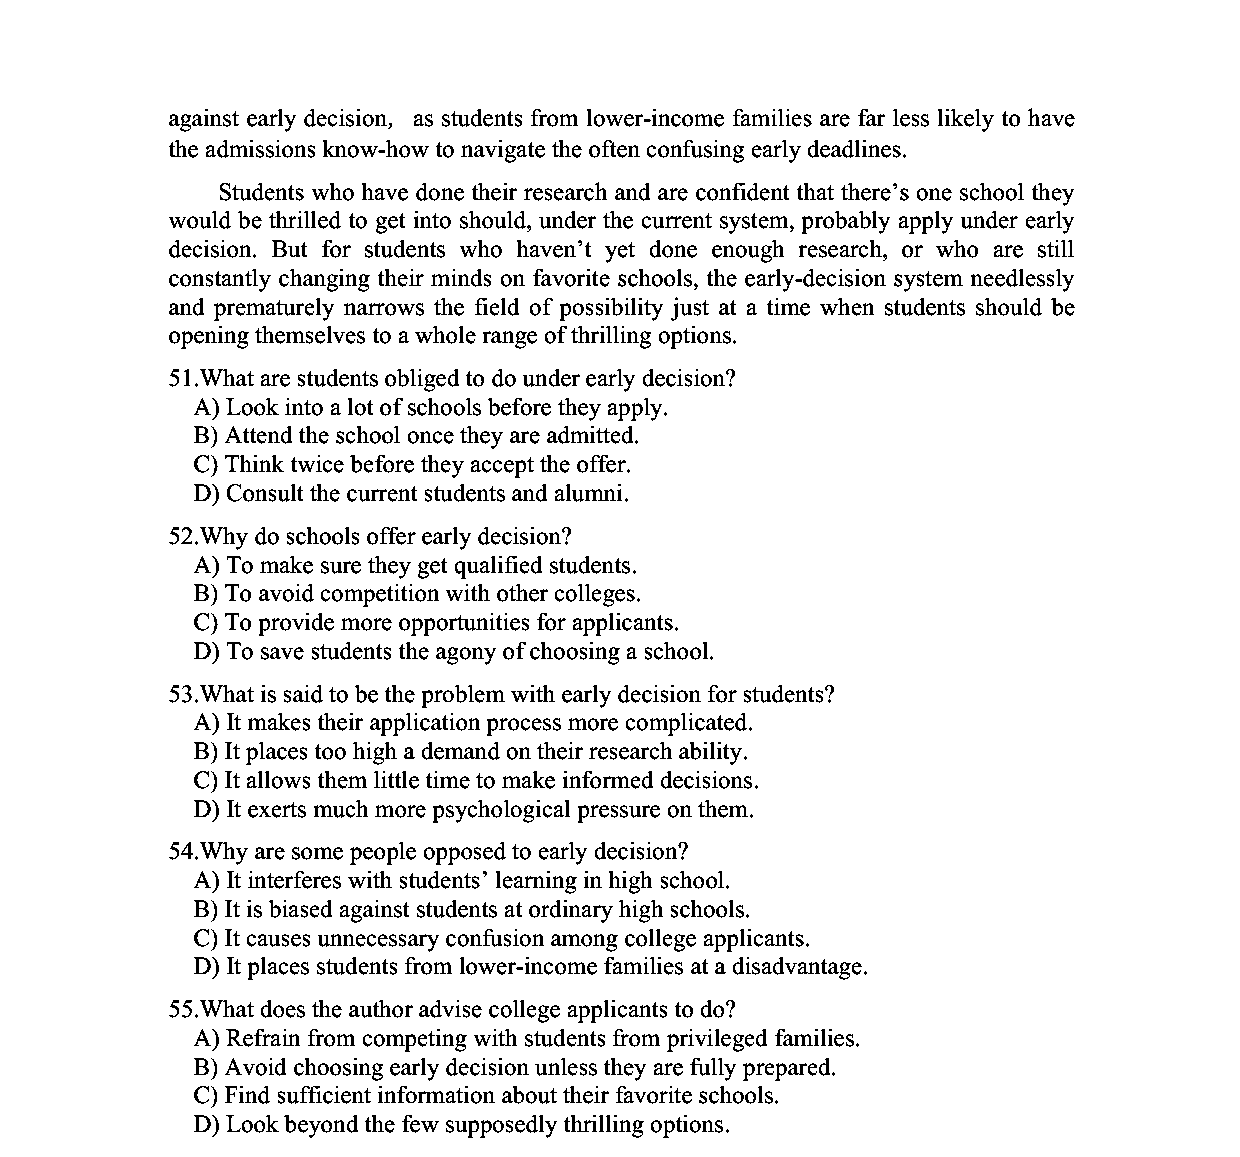 against early decision, as students from lower-income families are far less likely to have
the admissions know-how to navigate the often confusing early deadlines.
Students who have done their research and are confident that there's one school they
would be thrilled to get into should, under the current system, probably apply under early
decision. But for students who haven't yet done enough research, or who are still
constantly changing their minds on favorite schools, the early-decision system needlessly
and prematurely narrows the field of possibility just at a time when students should be
opening themselves to a whole range of thrilling options.
51.What are students obliged to do under early decision?
A) Look into a lot of schools before they apply.
B) Attend the school once they are admitted.
C) Think twice before they accept the offer.
D) Consult the current students and alumni.
52.Why do schools offer early decision?
A) To make sure they get qualified students.
B) To avoid competition with other colleges.
C) To provide more opportunities for applicants.
D) To save students the agony of choosing a school.
53.What is said to be the problem with early decision for students?
A) It makes their application process more complicated.
B) It places too high a demand on their research ability.
C) It allows them little time to make informed decisions.
D) It exerts much more psychological pressure on them.
54.Why are some people opposed to early decision?
A) It interferes with students' learning in high school.
B) It is biased against students at ordinary high schools.
C) It causes unnecessary confusion among college applicants.
D) It places students from lower-income families at a disadvantage.
55.What does the author advise college applicants to do?
A) Refrain from competing with students from privileged families.
B) Avoid choosing early decision unless they are fully prepared.
C) Find sufficient information about their favorite schools.
D) Look beyond the few supposedly thrilling options.